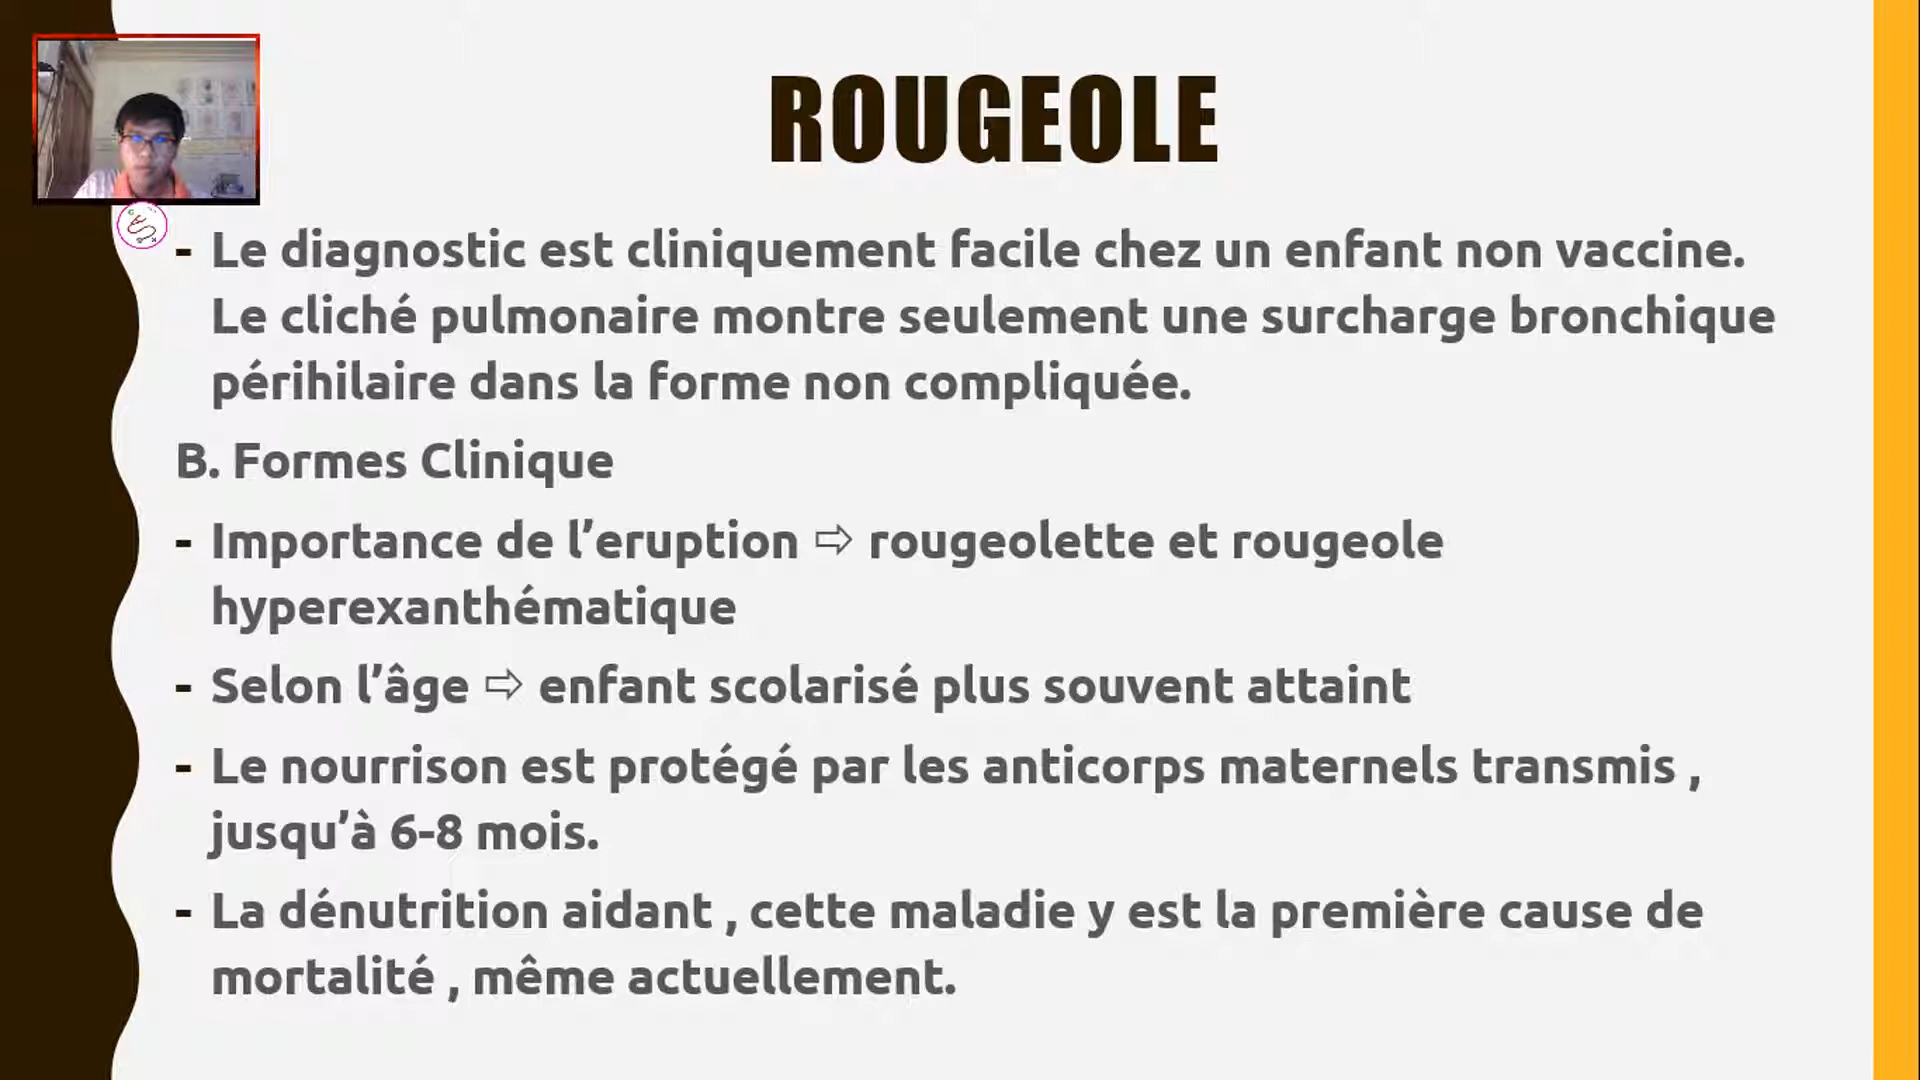 ROUGEOLE
- Le diagnostic est cliniquement facile chez un enfant non vaccine.
Le cliché pulmonaire montre seulement une surcharge bronchique
périhilaire dans la forme non compliquée.
B. Formes Clinique
- Importance de l’eruption ⇨ rougeolette et rougeole
hyperexanthématique
- Selon l’âge ⇨ enfant scolarisé plus souvent attaint
- Le nourrison est protégé par les anticorps maternels transmis ,
jusqu’à 6-8 mois.
- La dénutrition aidant , cette maladie y est la première cause de
mortalité , même actuellement.